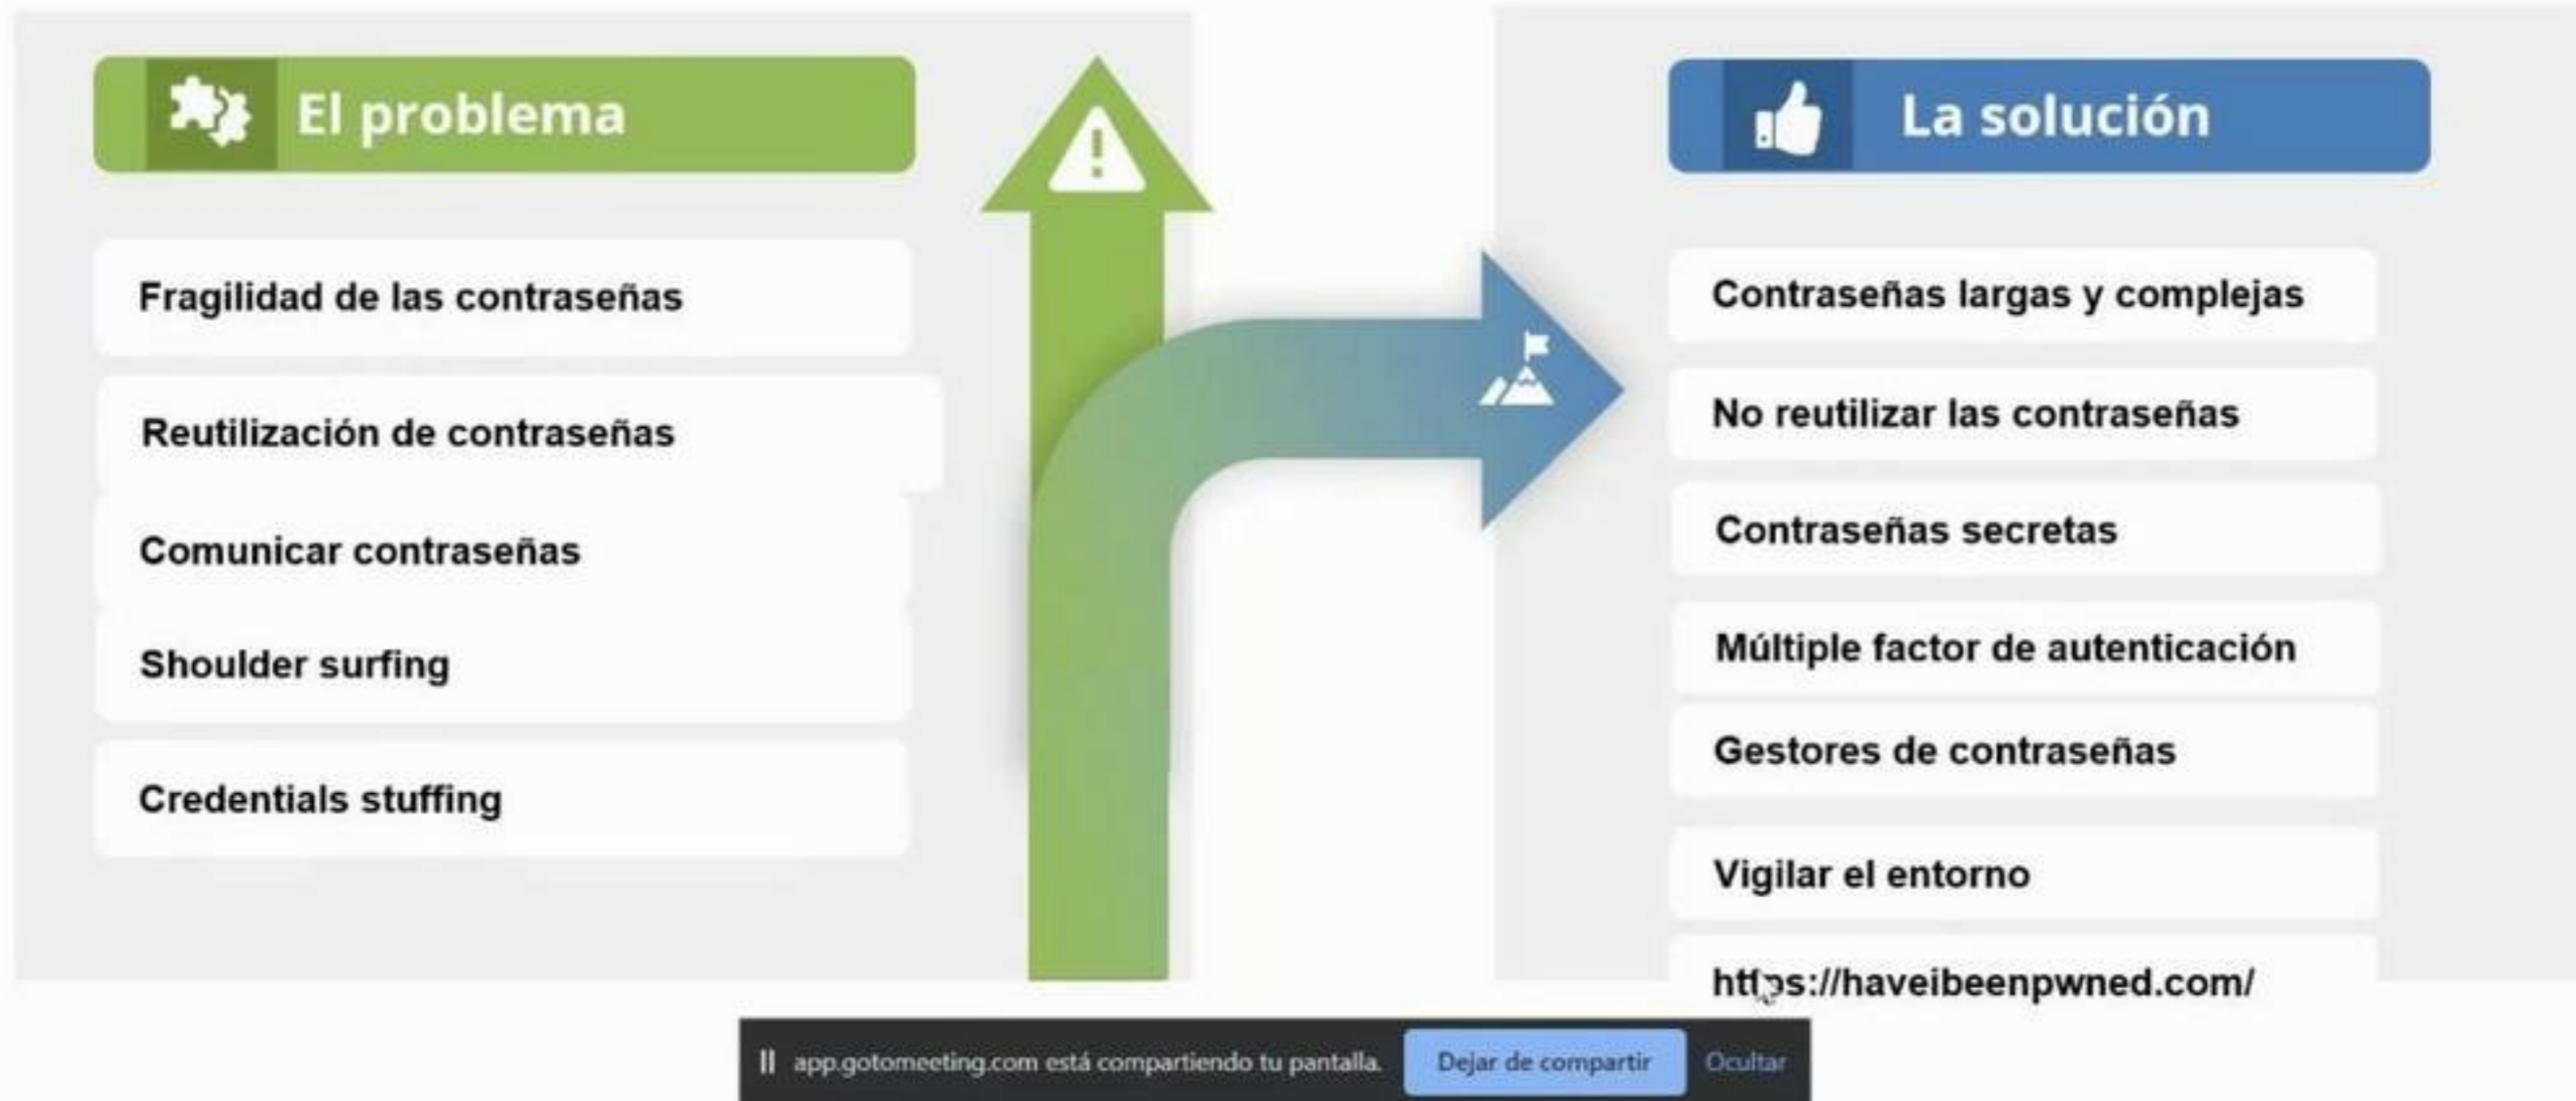 El problema
Fragilidad de las contraseñas
Reutilización de contraseñas
Comunicar contraseñas
Shoulder surfing
Credentials stuffing
La solución
Contraseñas largas y complejas
No reutilizar las contraseñas
Contraseñas secretas
Múltiple factor de autenticación
Gestores de contraseñas
Vigilar el entorno
https://haveibeenpwned.com/
app.gotomeeting.com está compartiendo tu pantalla.
Dejar de compartir
Ocultar